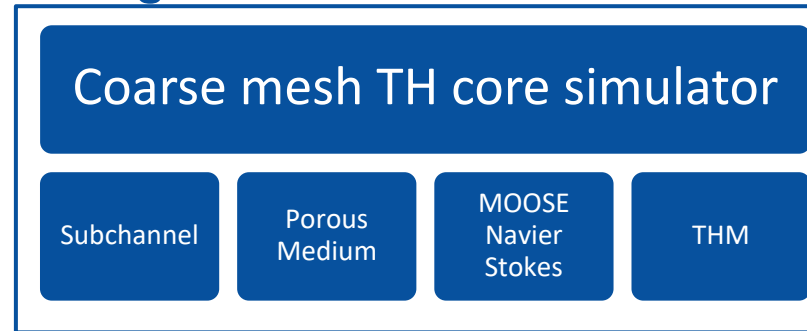 Coarse mesh TH core simulator
Subchannel
Porous
Medium
MOOSE
Navier
Stokes
THM